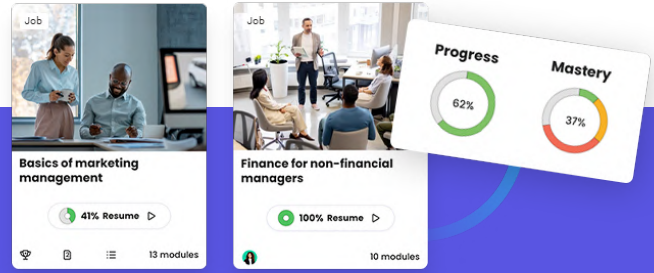 Job
Basics of marketing
management
41% Resume
13 modules
Job
Finance for non-financial
managers
100% Resume
10 modules
Progress
62%
Mastery
37%